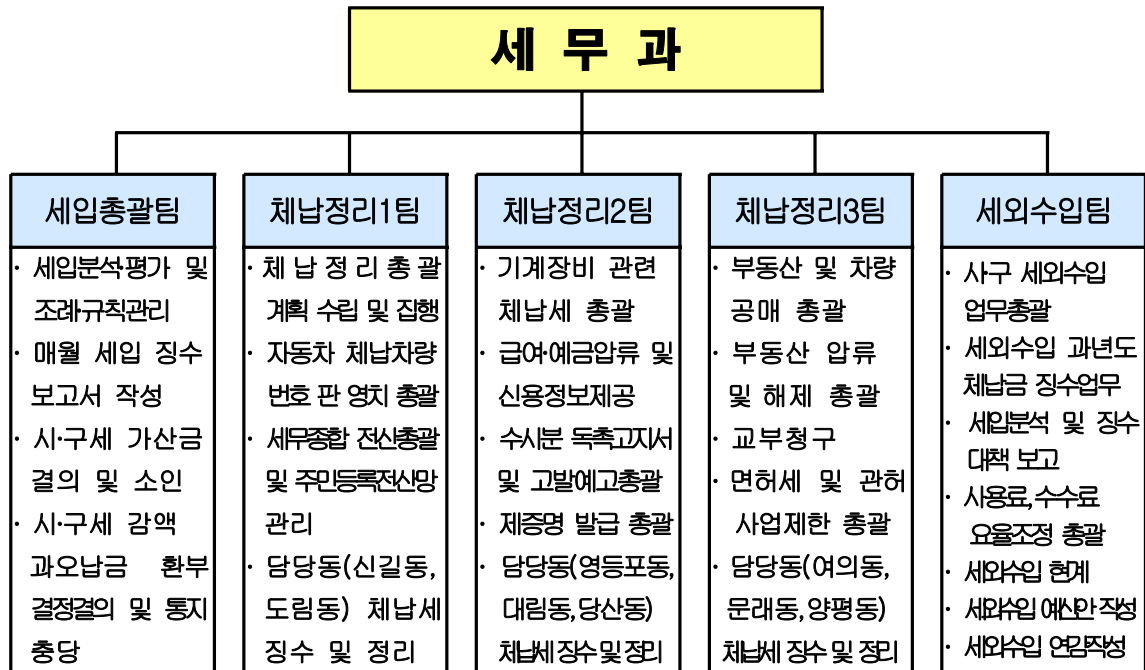 세 무 과
세입총괄팀
· 세입분석·평가 및
조례·규칙관리
· 매월 세입 징수
보고서 작성
· 시·구세 가산금
결의 및 소인
· 시·구세 감액
과오납금 환부
결정결의 및 통지
충당
체납정리1팀
· 체 납 정 리 총 괄
계획 수립 및 집행
· 자동차 체납차량
번호 판 영치 총괄
· 세무종합 전산총괄
및 주민등록전산망
관리
· 담당동(신길동,
도림동) 체납세
징수 및 정리
체납정리2팀
· 기계장비 관련
체납세 총괄
· 급여·예금압류 및
신용정보제공
· 수시분 독촉고지서
및 고발예고총괄
· 제증명 발급 총괄
· 담당동(영등포동,
대림동,당산동)
체납세 징수 및 정리
체납정리3팀
· 부동산 및 차량
공매 총괄
· 부동산 압류
및 해제 총괄
· 교부청구
· 면허세 및 관허
사업제한 총괄
· 담당동(여의동,
문래동,양평동)
체납세 징수 및 정리
세외수입팀
· 시·구 세외수입
업무총괄
· 세외수입 과년도
체납금 징수업무
· 세입분석 및 징수
대책 보고
· 사용료,수수료
요율조정 총괄
· 세외수입 현계
· 세외수입 예산안 작성
· 세외수입 연감작성